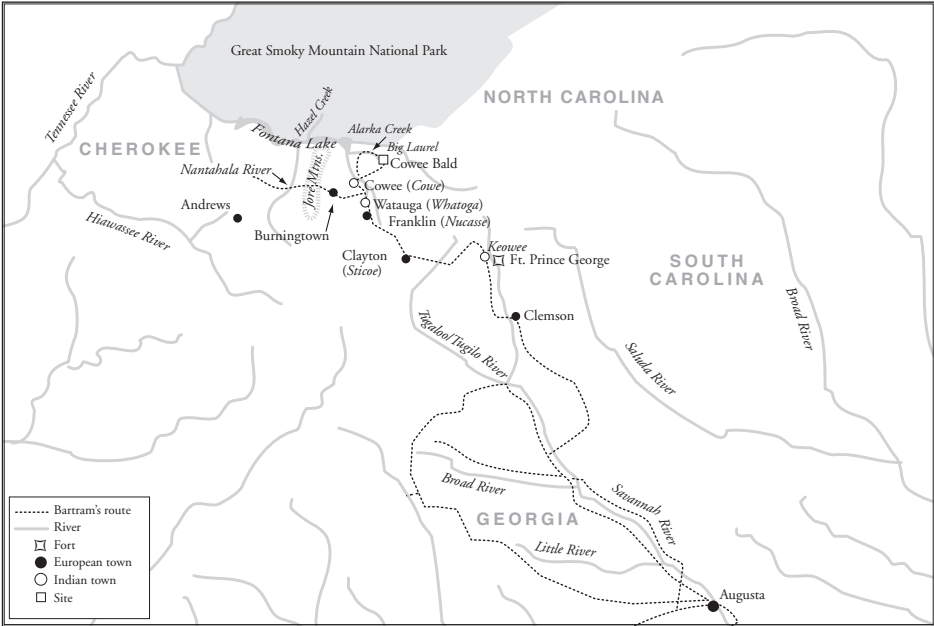 Great Smoky Mountain National Park
NORTH CAROLINA
Tennessee River
CHEROKEE
Hazel Creek
Fontana Lake
Alarka Creek
Big Laurel
Cowee Bald
Nantahala River
Jore Mtns.
Cowee (Cowe)
Watauga (Whatoga)
Franklin (Nucasse)
Andrews
Burningtown
Hiawassee River
Clayton
(Sticoe)
Keowee
Ft. Prince George
SOUTH
CAROLINA
Broad River
Clemson
Tugaloo/Tugilo River
Saluda River
Broad River
Savannah River
GEORGIA
Little River
Augusta
Bartram's route
River
Fort
European town
Indian town
Site